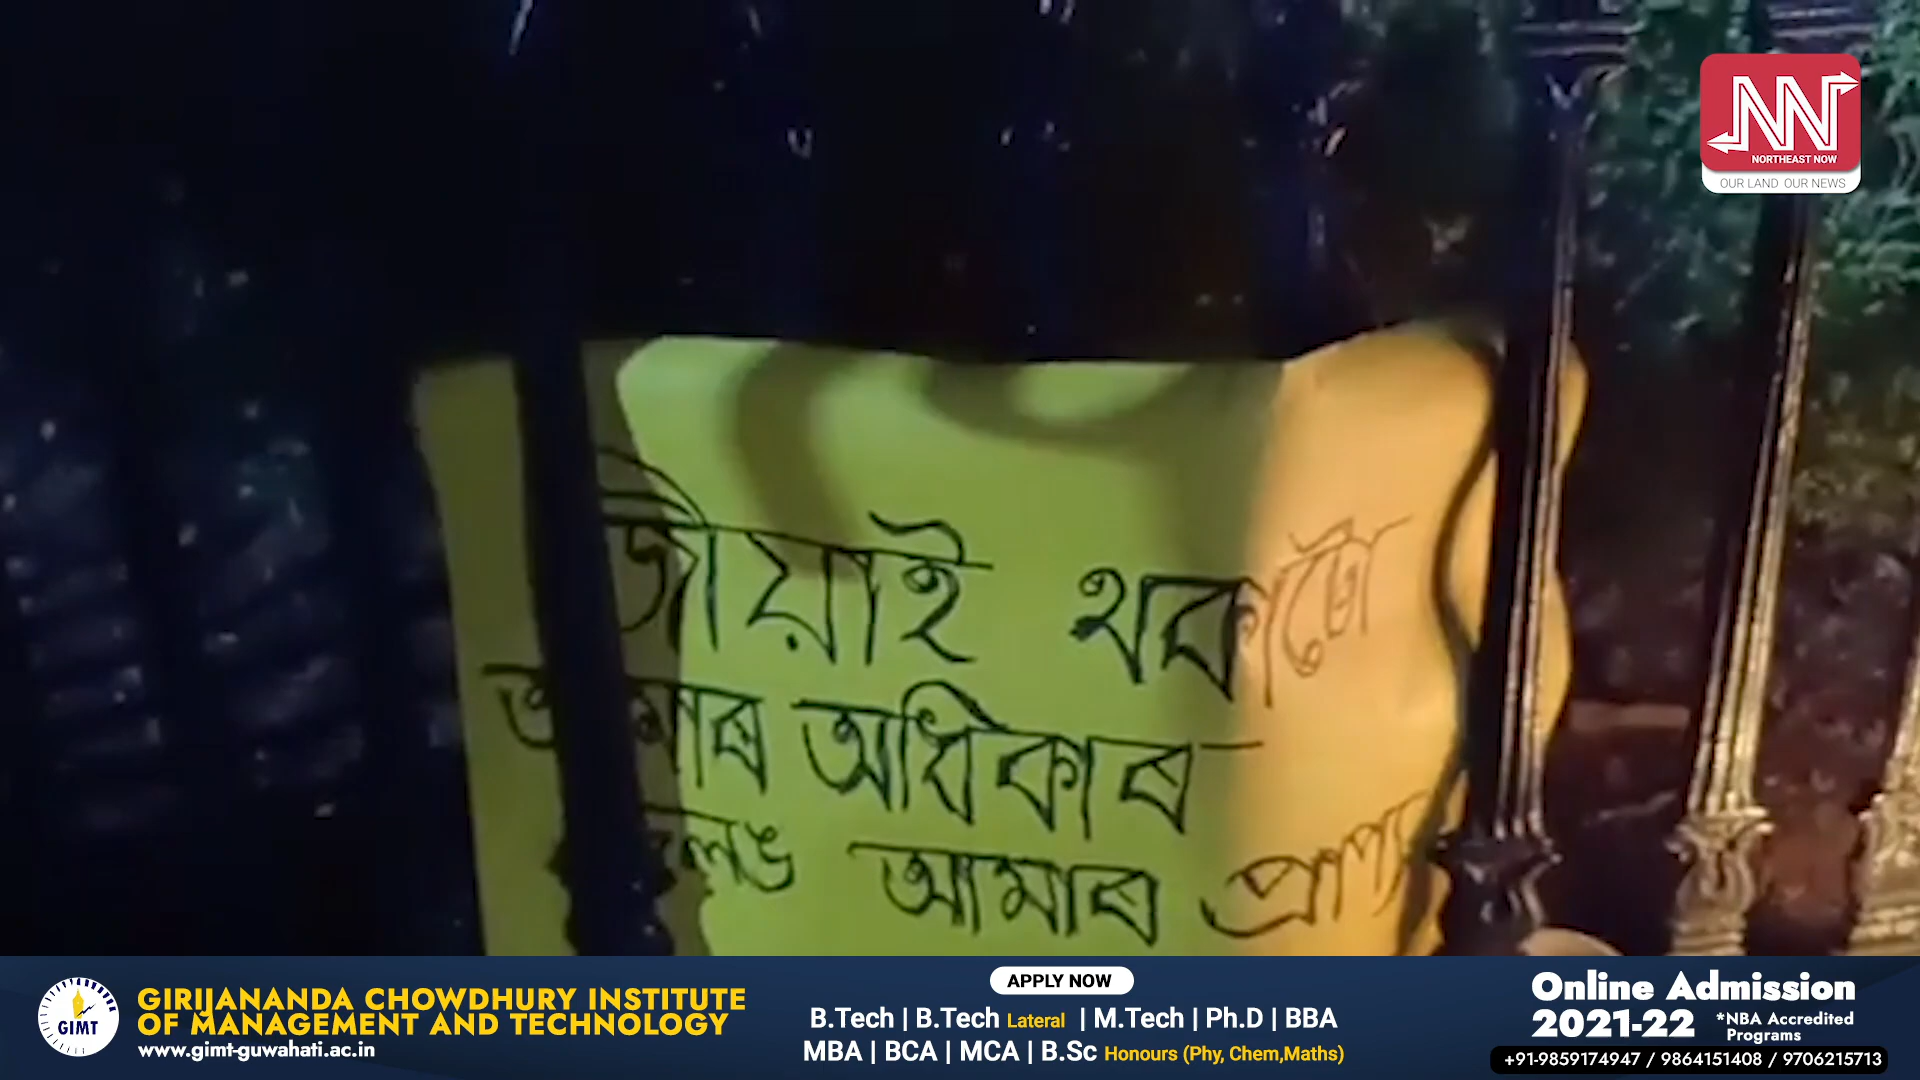 NN
NORTHEAST NOW
OUR LAND OUR NEWS
জীয়াই থকাটো
আমাৰ অধিকাৰ
আমাৰ প্ৰাপ্য
GIMT
GIRIJANANDA CHOWDHURY INSTITUTE
OF MANAGEMENT AND TECHNOLOGY
www.gimt-guwahati.ac.in
APPLY NOW
B.Tech | B.Tech Lateral | M.Tech | Ph.D | BBA
MBA | BCA | MCA | B.Sc Honours (Phy, Chem,Maths)
Online Admission
2021-22 *NBA Accredited
Programs
+91-9859174947 / 9864151408 / 9706215713